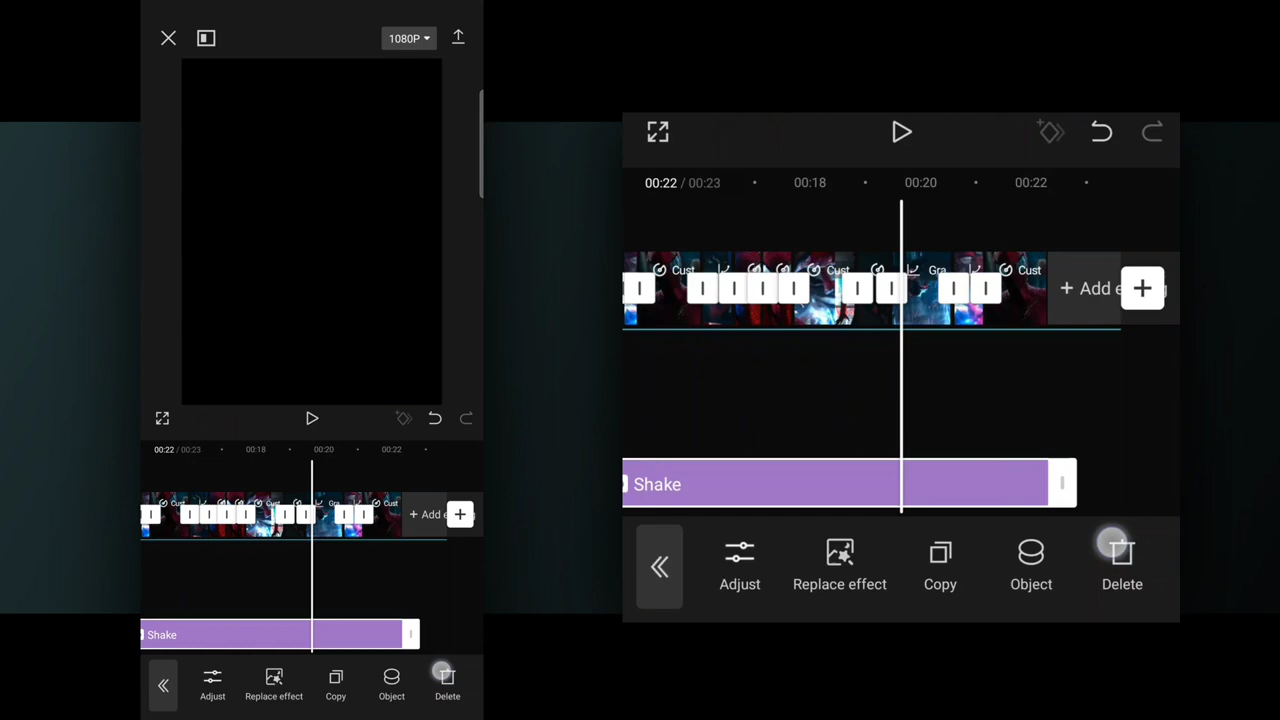 1080P
00:22 / 00:23
00:18
00:20
00:22
Cust
Cust
Gra
Cust
+ Add e
Shake
Adjust
Replace effect
Copy
Object
Delete
00:22 / 00:23
00:18
00:20
00:22
Cust
Cust
Gra
Cust
+ Add e
g
Shake
Adjust
Replace effect
Copy
Object
Delete